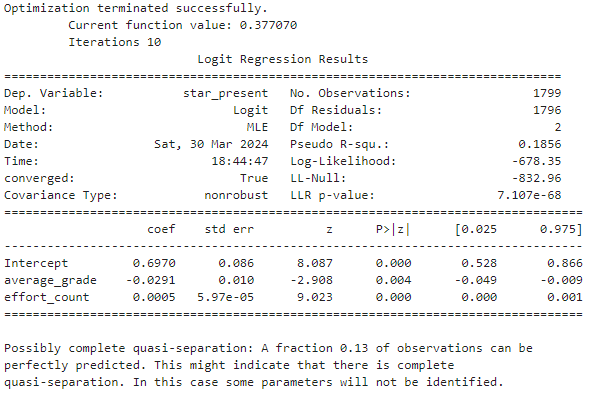 Optimization terminated successfully.
         Current function value: 0.377070
         Iterations 10
                          Logit Regression Results
==============================================================================
Dep. Variable:           star_present   No. Observations:                 1799
Model:                          Logit   Df Residuals:                     1796
Method:                           MLE   Df Model:                            2
Date:                Sat, 30 Mar 2024   Pseudo R-squ.:                  0.1856
Time:                        18:44:47   Log-Likelihood:                -678.35
converged:                       True   LL-Null:                       -832.96
Covariance Type:            nonrobust   LLR p-value:                 7.107e-68
=================================================================================
                    coef    std err          z      P>|z|      [0.025      0.975]
---------------------------------------------------------------------------------
Intercept         0.6970      0.086      8.087      0.000       0.528       0.866
average_grade    -0.0291      0.010     -2.908      0.004      -0.049      -0.009
effort_count      0.0005   5.97e-05      9.023      0.000       0.000       0.001
=================================================================================
Possibly complete quasi-separation: A fraction 0.13 of observations can be
perfectly predicted. This might indicate that there is complete
quasi-separation. In this case some parameters will not be identified.